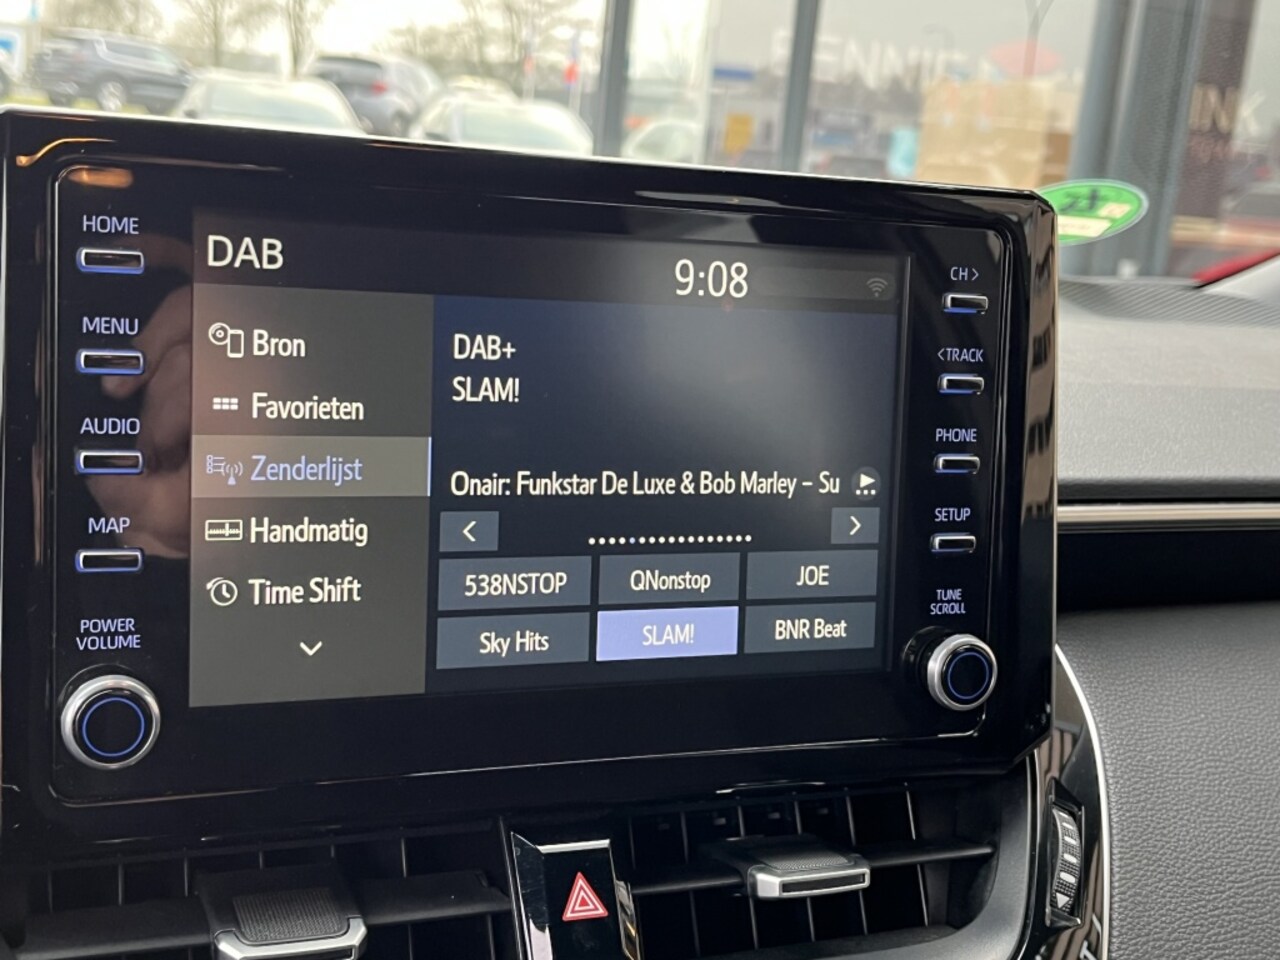 HOME
MENU
AUDIO
MAP
POWER
VOLUME
DAB
9:08
Bron
Favorieten
Zenderlijst
Handmatig
Time Shift
DAB+
SLAM!
Onair: Funkstar De Luxe & Bob Marley – Su
538NSTOP
QNonstop
JOE
Sky Hits
SLAM!
BNR Beat
CH >
< TRACK
PHONE
SETUP
TUNE
SCROLL